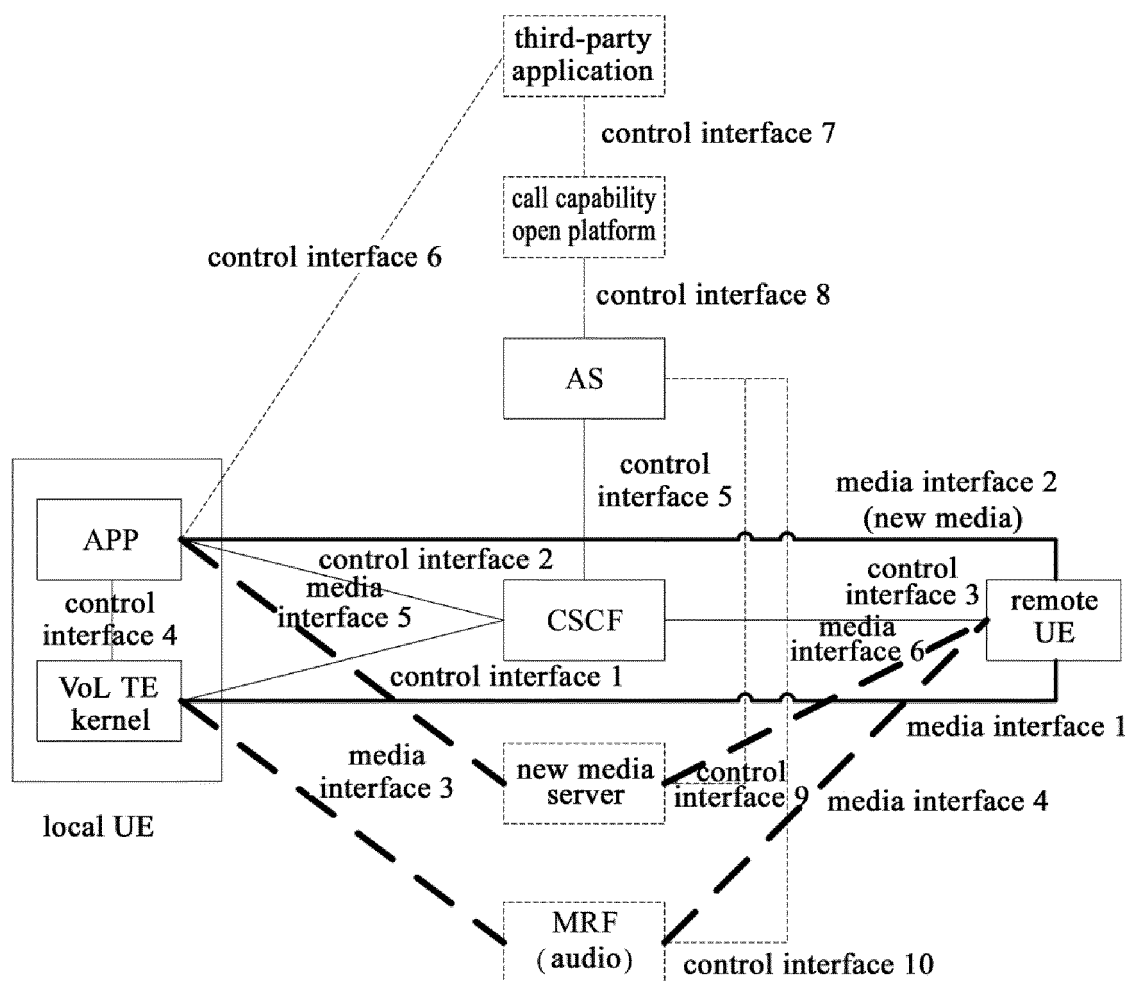 third-party
application
control interface 7
call capability
open platform
control interface 6
control interface 8
AS
control
interface 5
media interface 2
(new media)
APP
control interface 2
media
interface 5
control
interface 3
control
interface 4
CSCF
remote
UE
media
interface 6
VoL TE
kernel
control interface 1
media interface 1
media
interface 3
new media
server
control
interface 9
media interface 4
local UE
MRF
(audio)
control interface 10